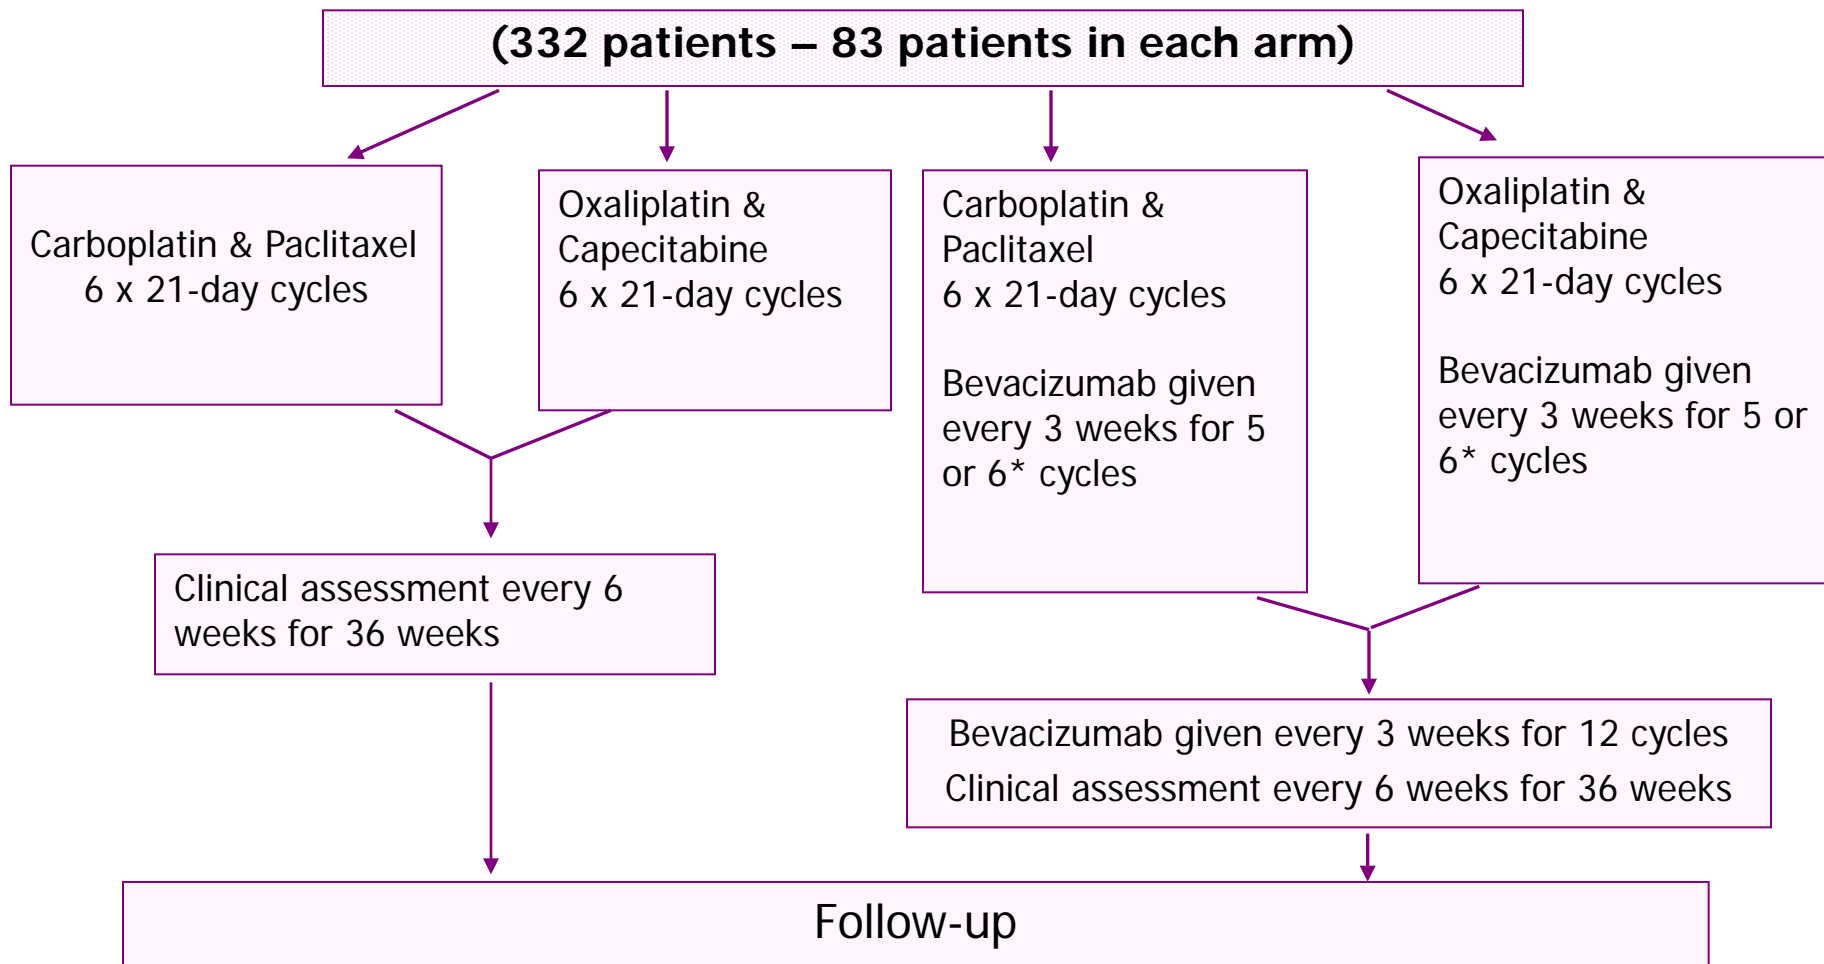 (332 patients – 83 patients in each arm)
Carboplatin & Paclitaxel
6 x 21-day cycles
Oxaliplatin &
Capecitabine
6 x 21-day cycles
Carboplatin &
Paclitaxel
6 x 21-day cycles
Bevacizumab given
every 3 weeks for 5
or 6* cycles
Oxaliplatin &
Capecitabine
6 x 21-day cycles
Bevacizumab given
every 3 weeks for 5 or
6* cycles
Clinical assessment every 6
weeks for 36 weeks
Bevacizumab given every 3 weeks for 12 cycles
Clinical assessment every 6 weeks for 36 weeks
Follow-up